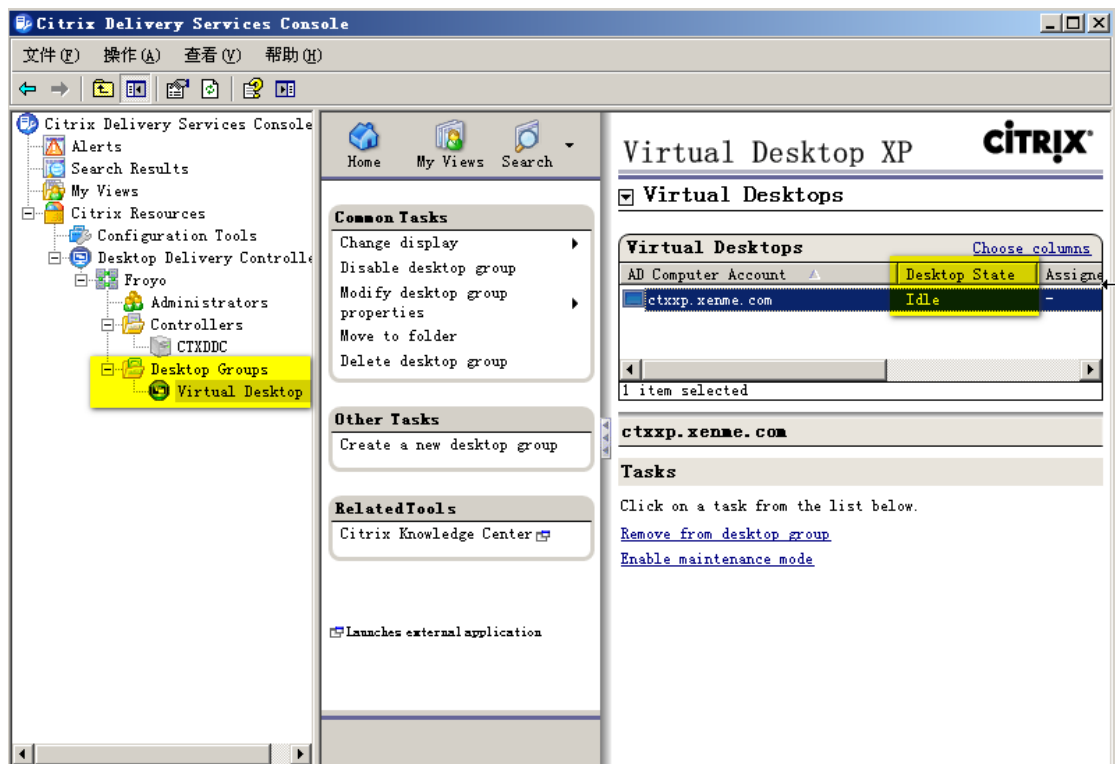 Citrix Delivery Services Console
文件(F) 操作(A) 查看(V) 帮助(H)
Citrix Delivery Services Console
Alerts
Search Results
My Views
Citrix Resources
Configuration Tools
Desktop Delivery Controlle
Froyo
Administrators
Controllers
CTXDDC
Desktop Groups
Virtual Desktop
Home My Views Search
Common Tasks
Change display
Disable desktop group
Modify desktop group
properties
Move to folder
Delete desktop group
Other Tasks
Create a new desktop group
RelatedTools
Citrix Knowledge Center
Launches external application
Virtual Desktop XP
CİTRIX
Virtual Desktops
Virtual Desktops Choose columns
AD Computer Account Desktop State Assigne
ctxxp.xenme.com Idle -
1 item selected
ctxxp.xenme.com
Tasks
Click on a task from the list below.
Remove from desktop group
Enable maintenance mode